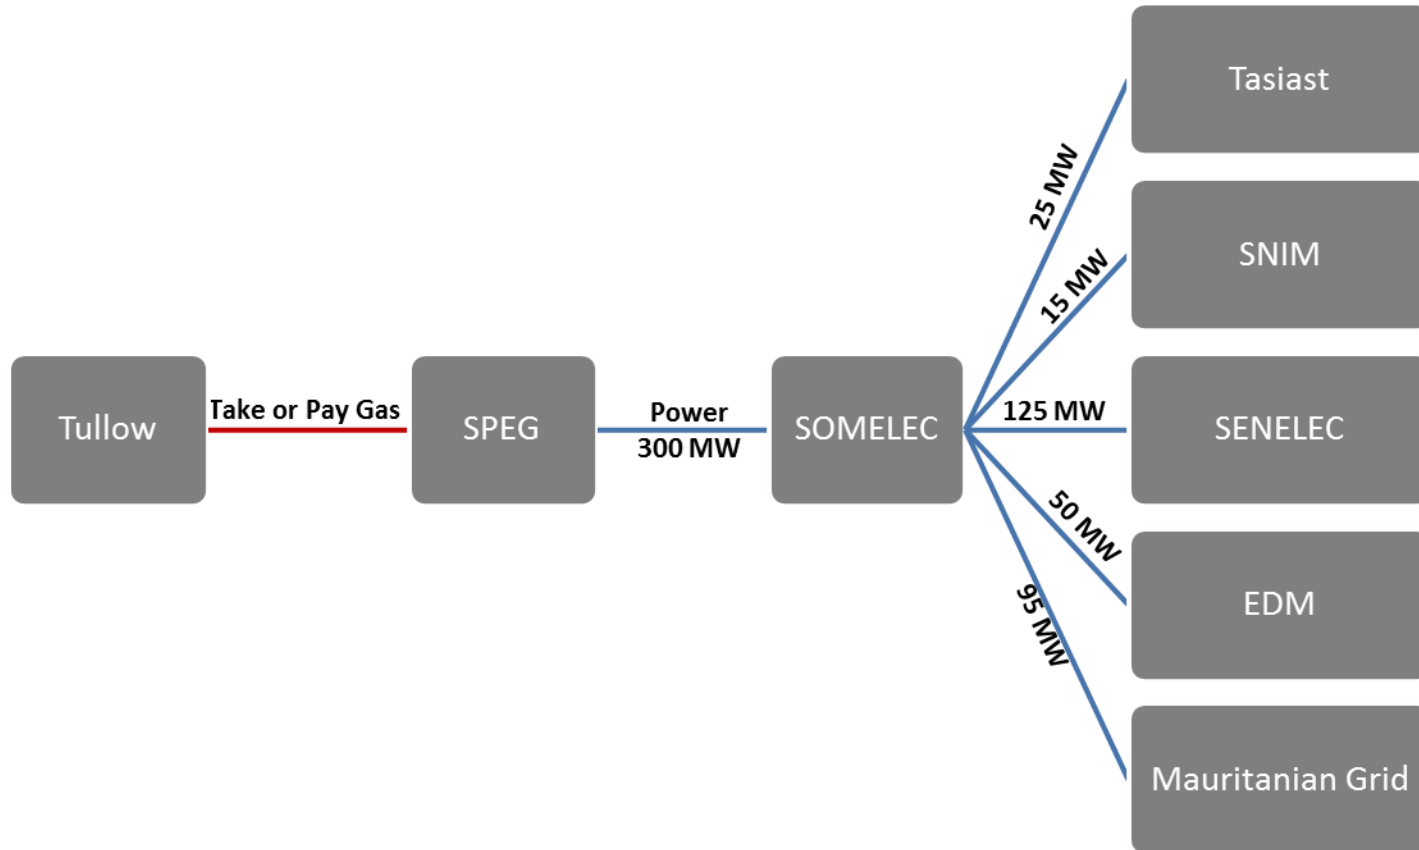 Tullow
Take or Pay Gas
SPEG
Power
300 MW
SOMELEC
25 MW
Tasiast
15 MW
SNIM
125 MW
SENELEC
50 MW
EDM
95 MW
Mauritanian Grid